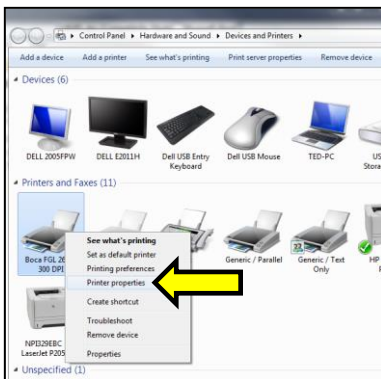 Control Panel ▸ Hardware and Sound ▸ Devices and Printers ▸
Add a device Add a printer See what's printing Print server properties Remove device
Devices (6)
DELL 2005FPW DELL E2011H Dell USB Entry Keyboard Dell USB Mouse TED-PC
Printers and Faxes (11)
Boca FGL 26
300 DPI
See what's printing
Set as default printer
Printing preferences
Printer properties
Create shortcut
Troubleshoot
Remove device
Properties
Generic / Parallel Generic / Text Only HP
NPI329EBC
LaserJet P205
Unspecified (1)